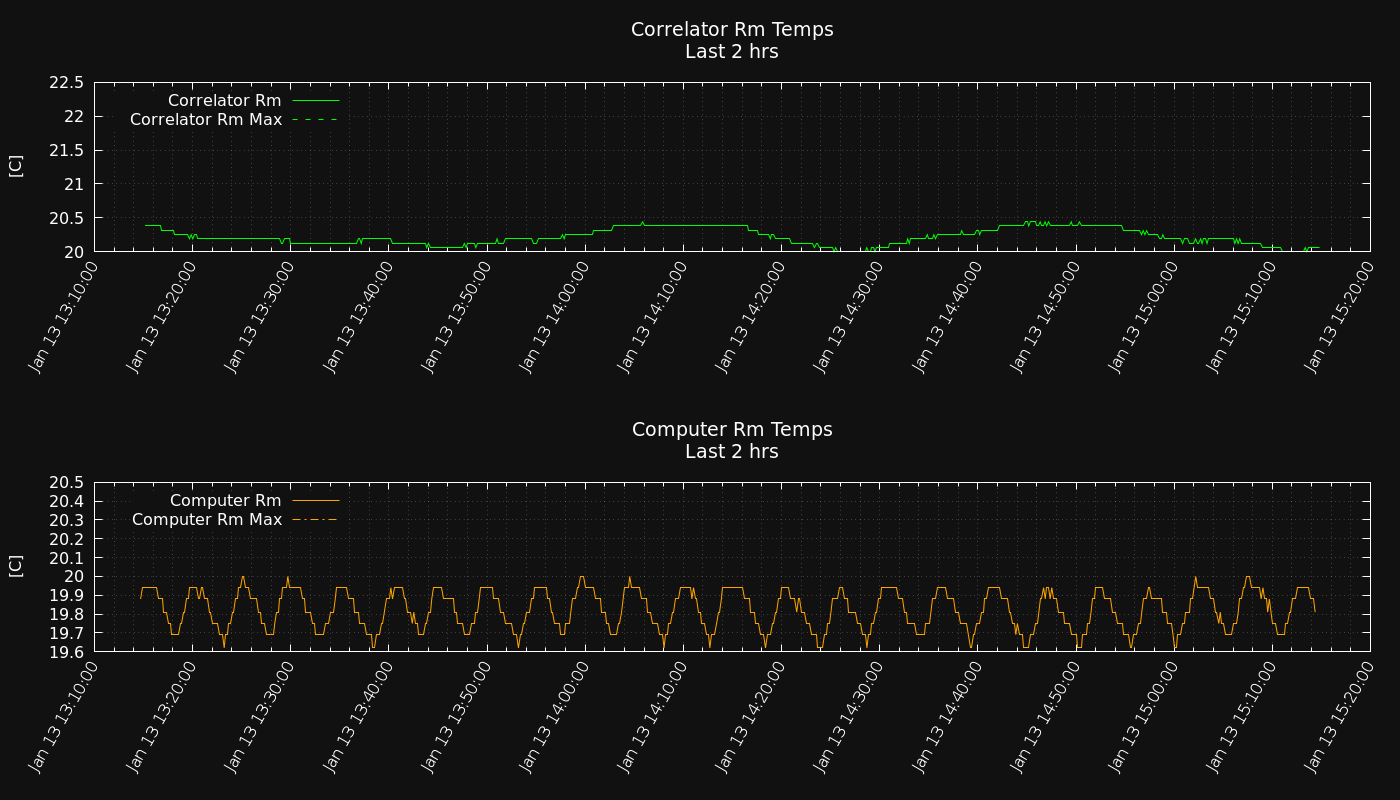 Correlator Rm Temps
Last 2 hrs
22.5
22
21.5
21
20.5
20
[C]
Correlator Rm
Correlator Rm Max
Jan 13 13:10:00
Jan 13 13:20:00
Jan 13 13:30:00
Jan 13 13:40:00
Jan 13 13:50:00
Jan 13 14:00:00
Jan 13 14:10:00
Jan 13 14:20:00
Jan 13 14:30:00
Jan 13 14:40:00
Jan 13 14:50:00
Jan 13 15:00:00
Jan 13 15:10:00
Jan 13 15:20:00
Computer Rm Temps
Last 2 hrs
20.5
20.4
20.3
20.2
20.1
20
19.9
19.8
19.7
19.6
[C]
Computer Rm
Computer Rm Max
Jan 13 13:10:00
Jan 13 13:20:00
Jan 13 13:30:00
Jan 13 13:40:00
Jan 13 13:50:00
Jan 13 14:00:00
Jan 13 14:10:00
Jan 13 14:20:00
Jan 13 14:30:00
Jan 13 14:40:00
Jan 13 14:50:00
Jan 13 15:00:00
Jan 13 15:10:00
Jan 13 15:20:00